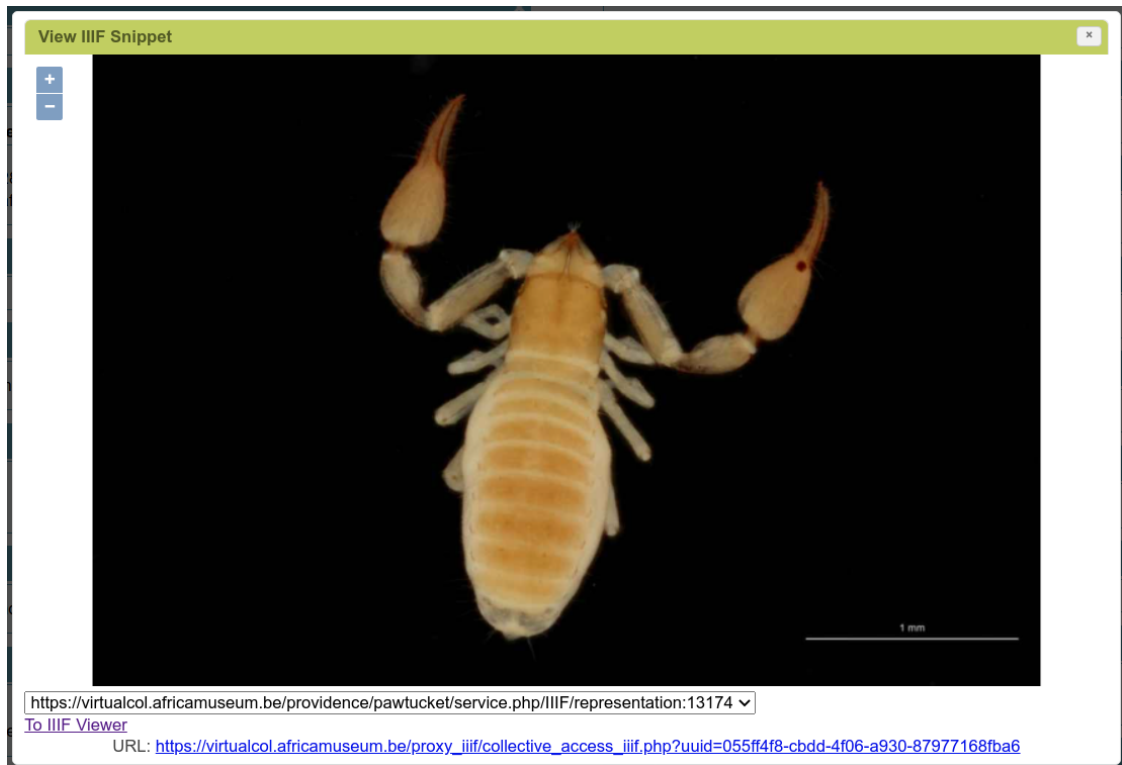 View IIIF Snippet
×
+
−
1 mm
https://virtualcol.africamuseum.be/providence/pawtucket/service.php/IIIF/representation:13174
To IIIF Viewer
URL: https://virtualcol.africamuseum.be/proxy_iiif/collective_access_iiif.php?uuid=055ff4f8-cbdd-4f06-a930-87977168fba6